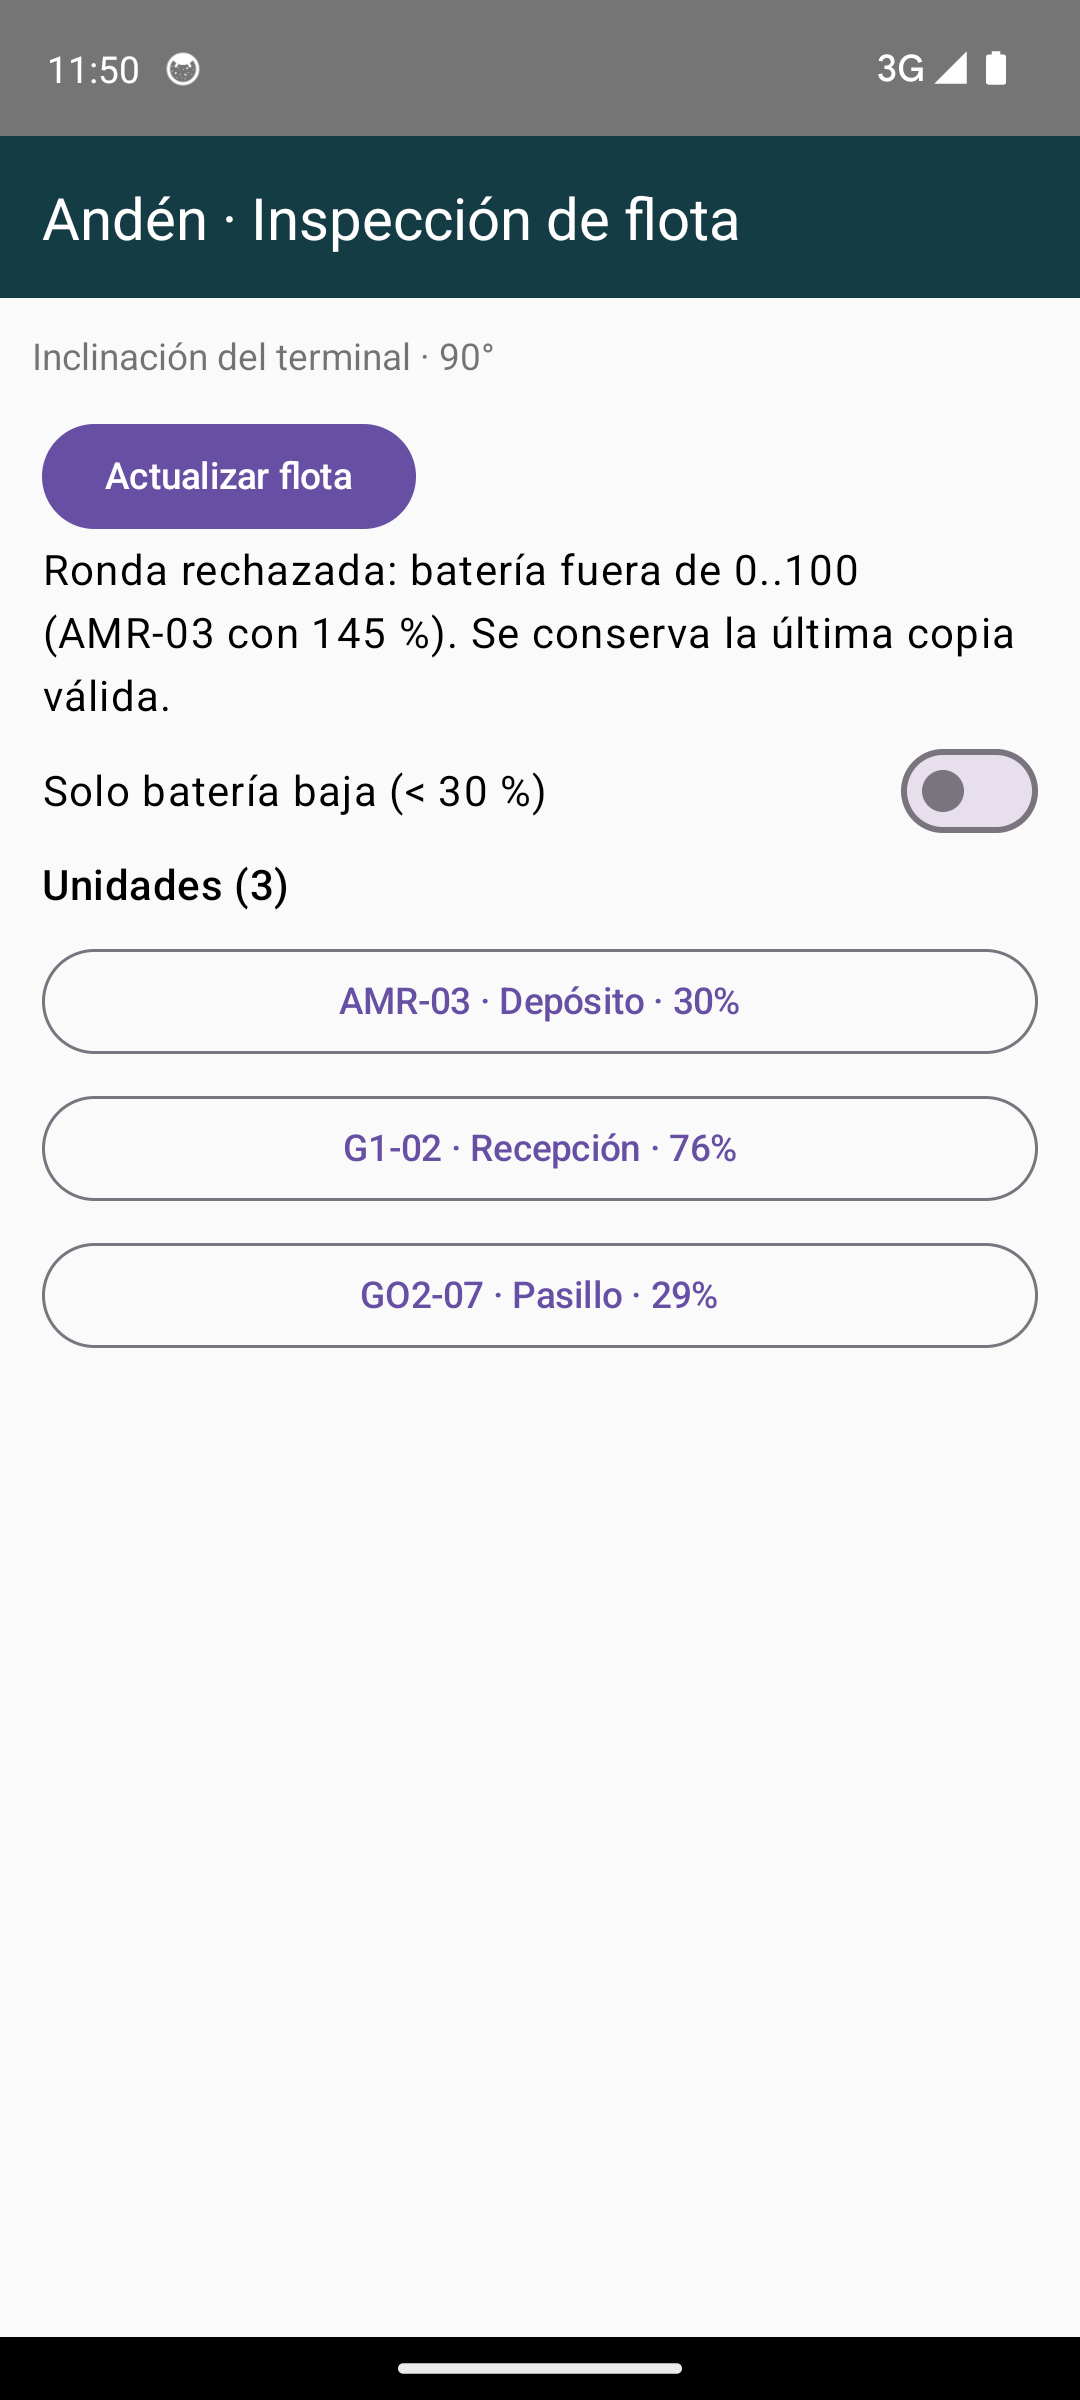 11:50
3G
Andén · Inspección de flota
Inclinación del terminal · 90°
Actualizar flota
Ronda rechazada: batería fuera de 0..100
(AMR-03 con 145 %). Se conserva la última copia
válida.
Solo batería baja (< 30 %)
Unidades (3)
AMR-03 · Depósito · 30%
G1-02 · Recepción · 76%
GO2-07 · Pasillo · 29%